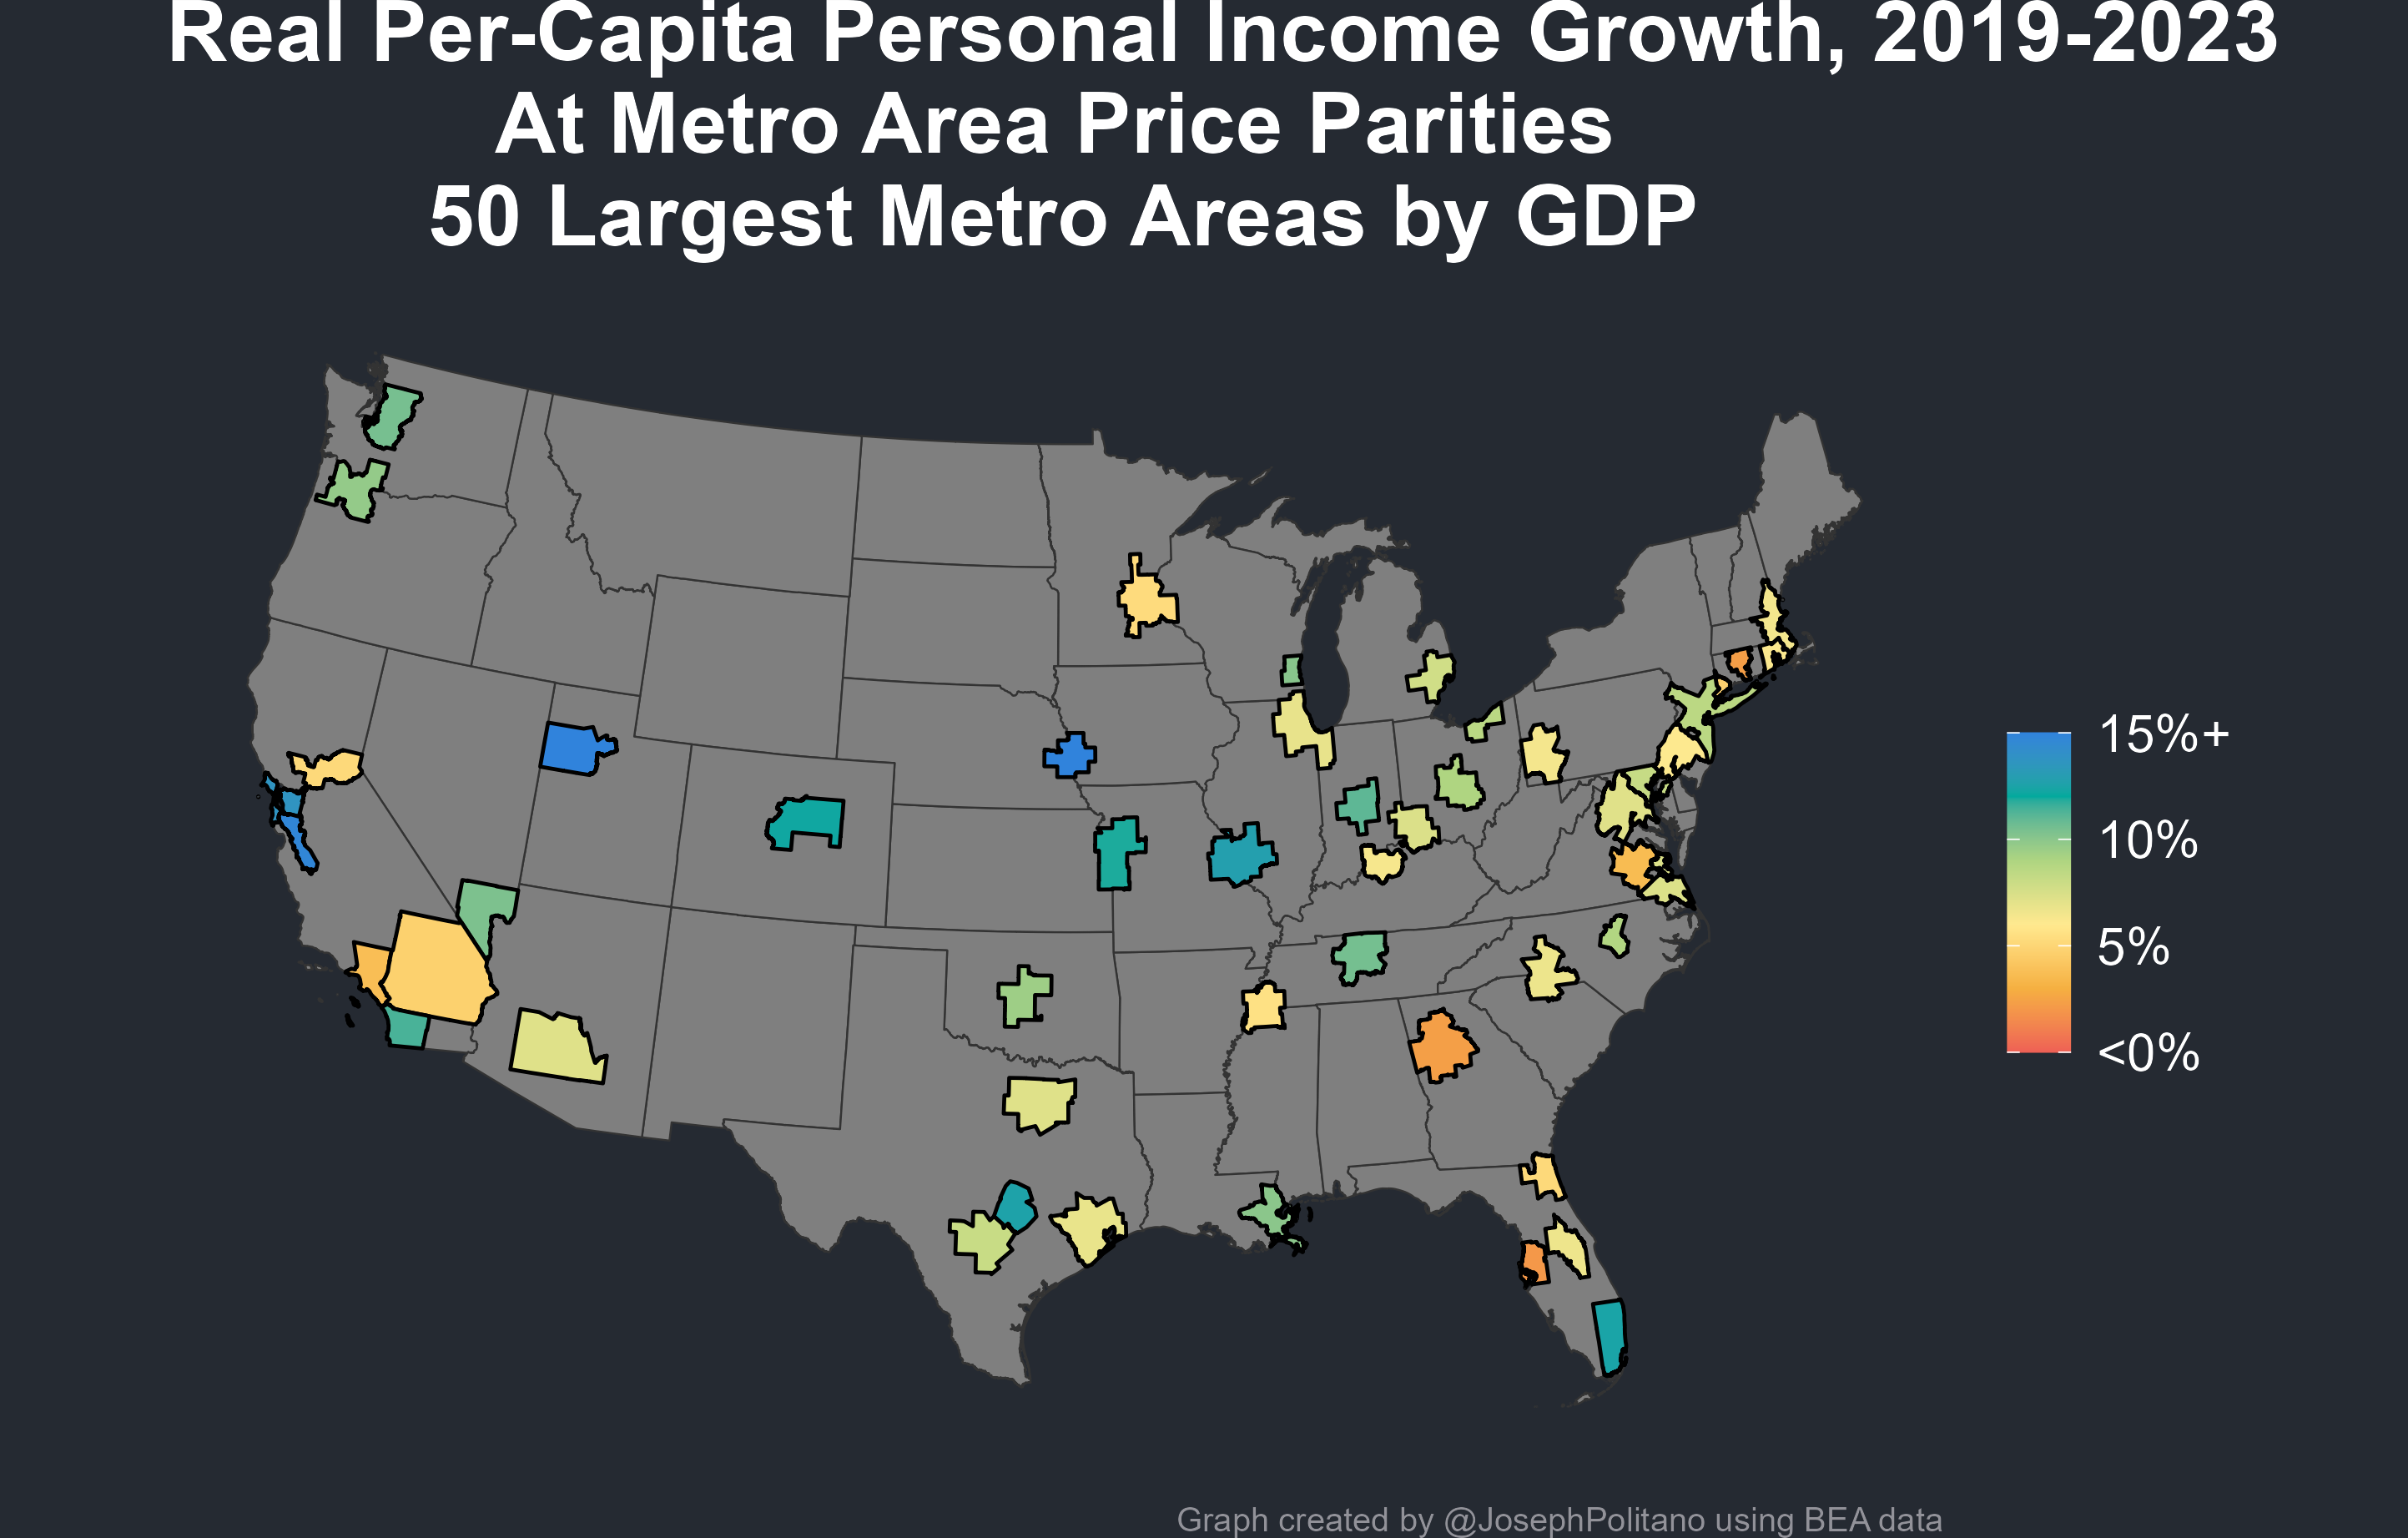 Real Per-Capita Personal Income Growth, 2019-2023
At Metro Area Price Parities
50 Largest Metro Areas by GDP
15%+
10%
5%
<0%
Graph created by @JosephPolitano using BEA data